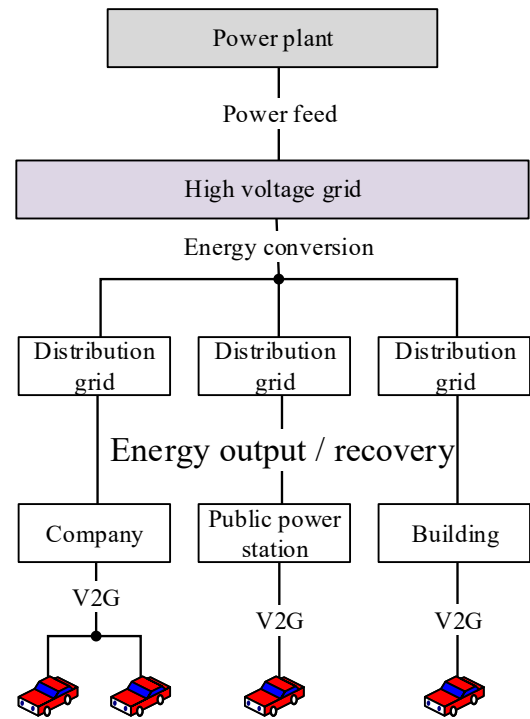 Power plant
Power feed
High voltage grid
Energy conversion
Distribution
grid
Distribution
grid
Distribution
grid
Energy output / recovery
Company
Public power
station
Building
V2G
V2G
V2G